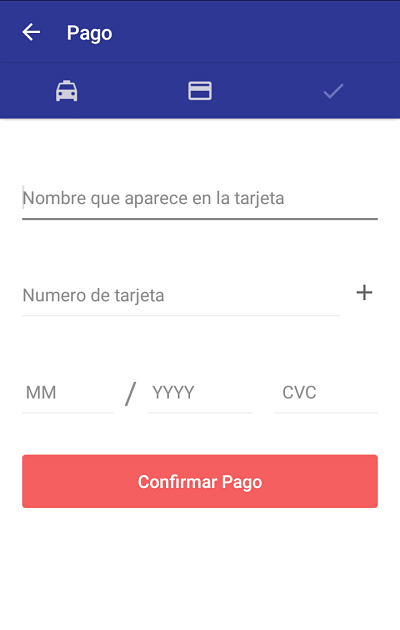 Pago
Nombre que aparece en la tarjeta
Numero de tarjeta +
MM / YYYY CVC
Confirmar Pago